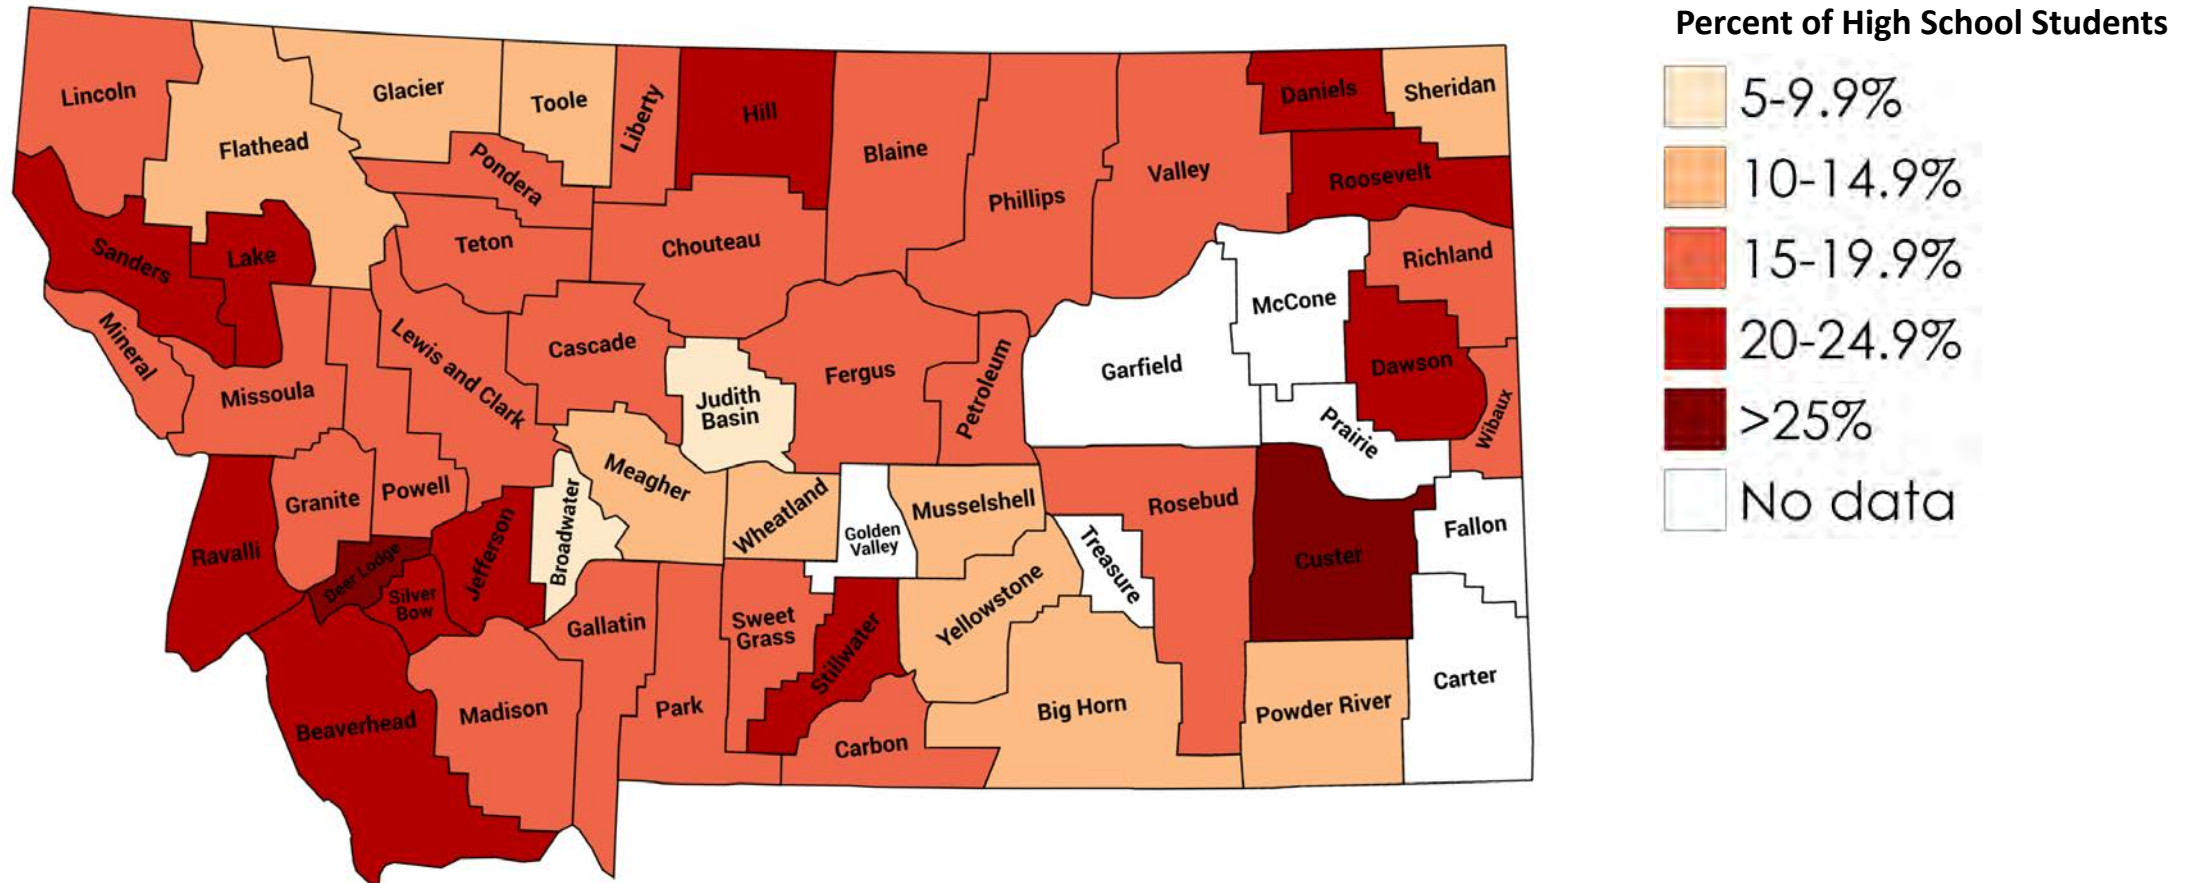 Percent of High School Students
5-9.9%
10-14.9%
15-19.9%
20-24.9%
>25%
No data
Lincoln
Flathead
Glacier
Toole
Liberty
Hill
Blaine
Phillips
Valley
Daniels
Sheridan
Roosevelt
Pondera
Teton
Chouteau
Richland
Sanders
Lake
McCone
Mineral
Missoula
Lewis and Clark
Cascade
Judith
Basin
Fergus
Petroleum
Garfield
Dawson
Prairie
Wibaux
Granite
Powell
Meagher
Broadwater
Wheatland
Golden
Valley
Musselshell
Rosebud
Treasure
Custer
Fallon
Ravalli
Deer Lodge
Silver
Bow
Jefferson
Gallatin
Sweet
Grass
Stillwater
Yellowstone
Beaverhead
Madison
Park
Carbon
Big Horn
Powder River
Carter